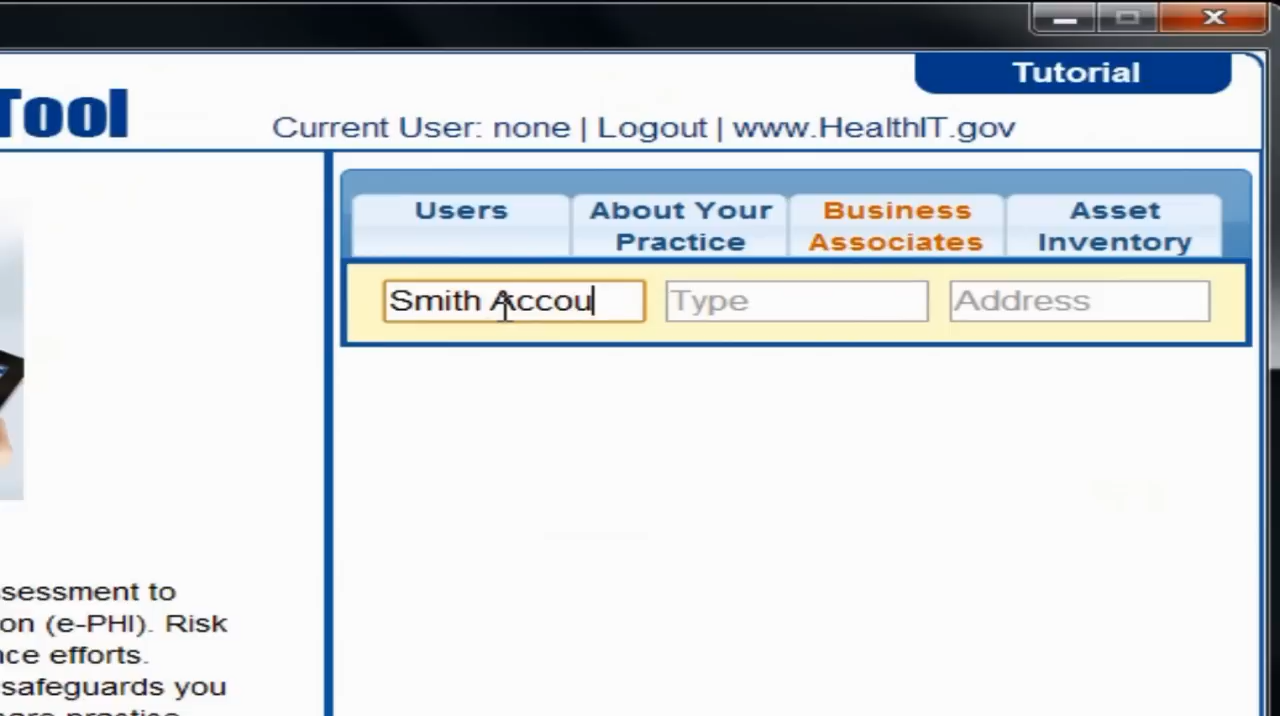 Tutorial
Tool
Current User: none | Logout | www.HealthIT.gov
Users
About Your
Practice
Business
Associates
Asset
Inventory
Smith Accou
Type
Address
ssessment to
on (e-PHI). Risk
nce efforts.
safeguards you